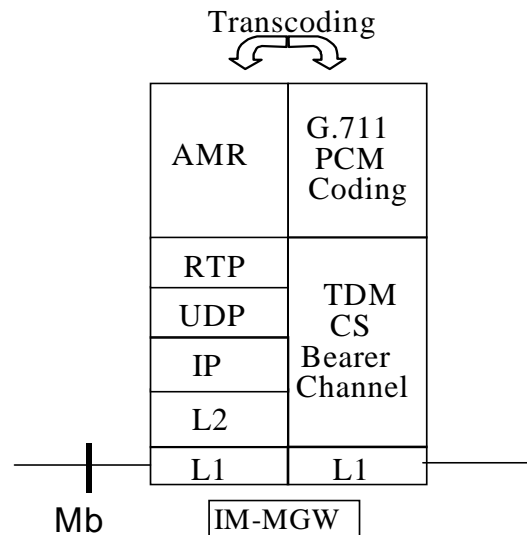 Transcoding
AMR
G.711
PCM
Coding
RTP
UDP
IP
L2
TDM
CS
Bearer
Channel
L1
L1
Mb
IM-MGW